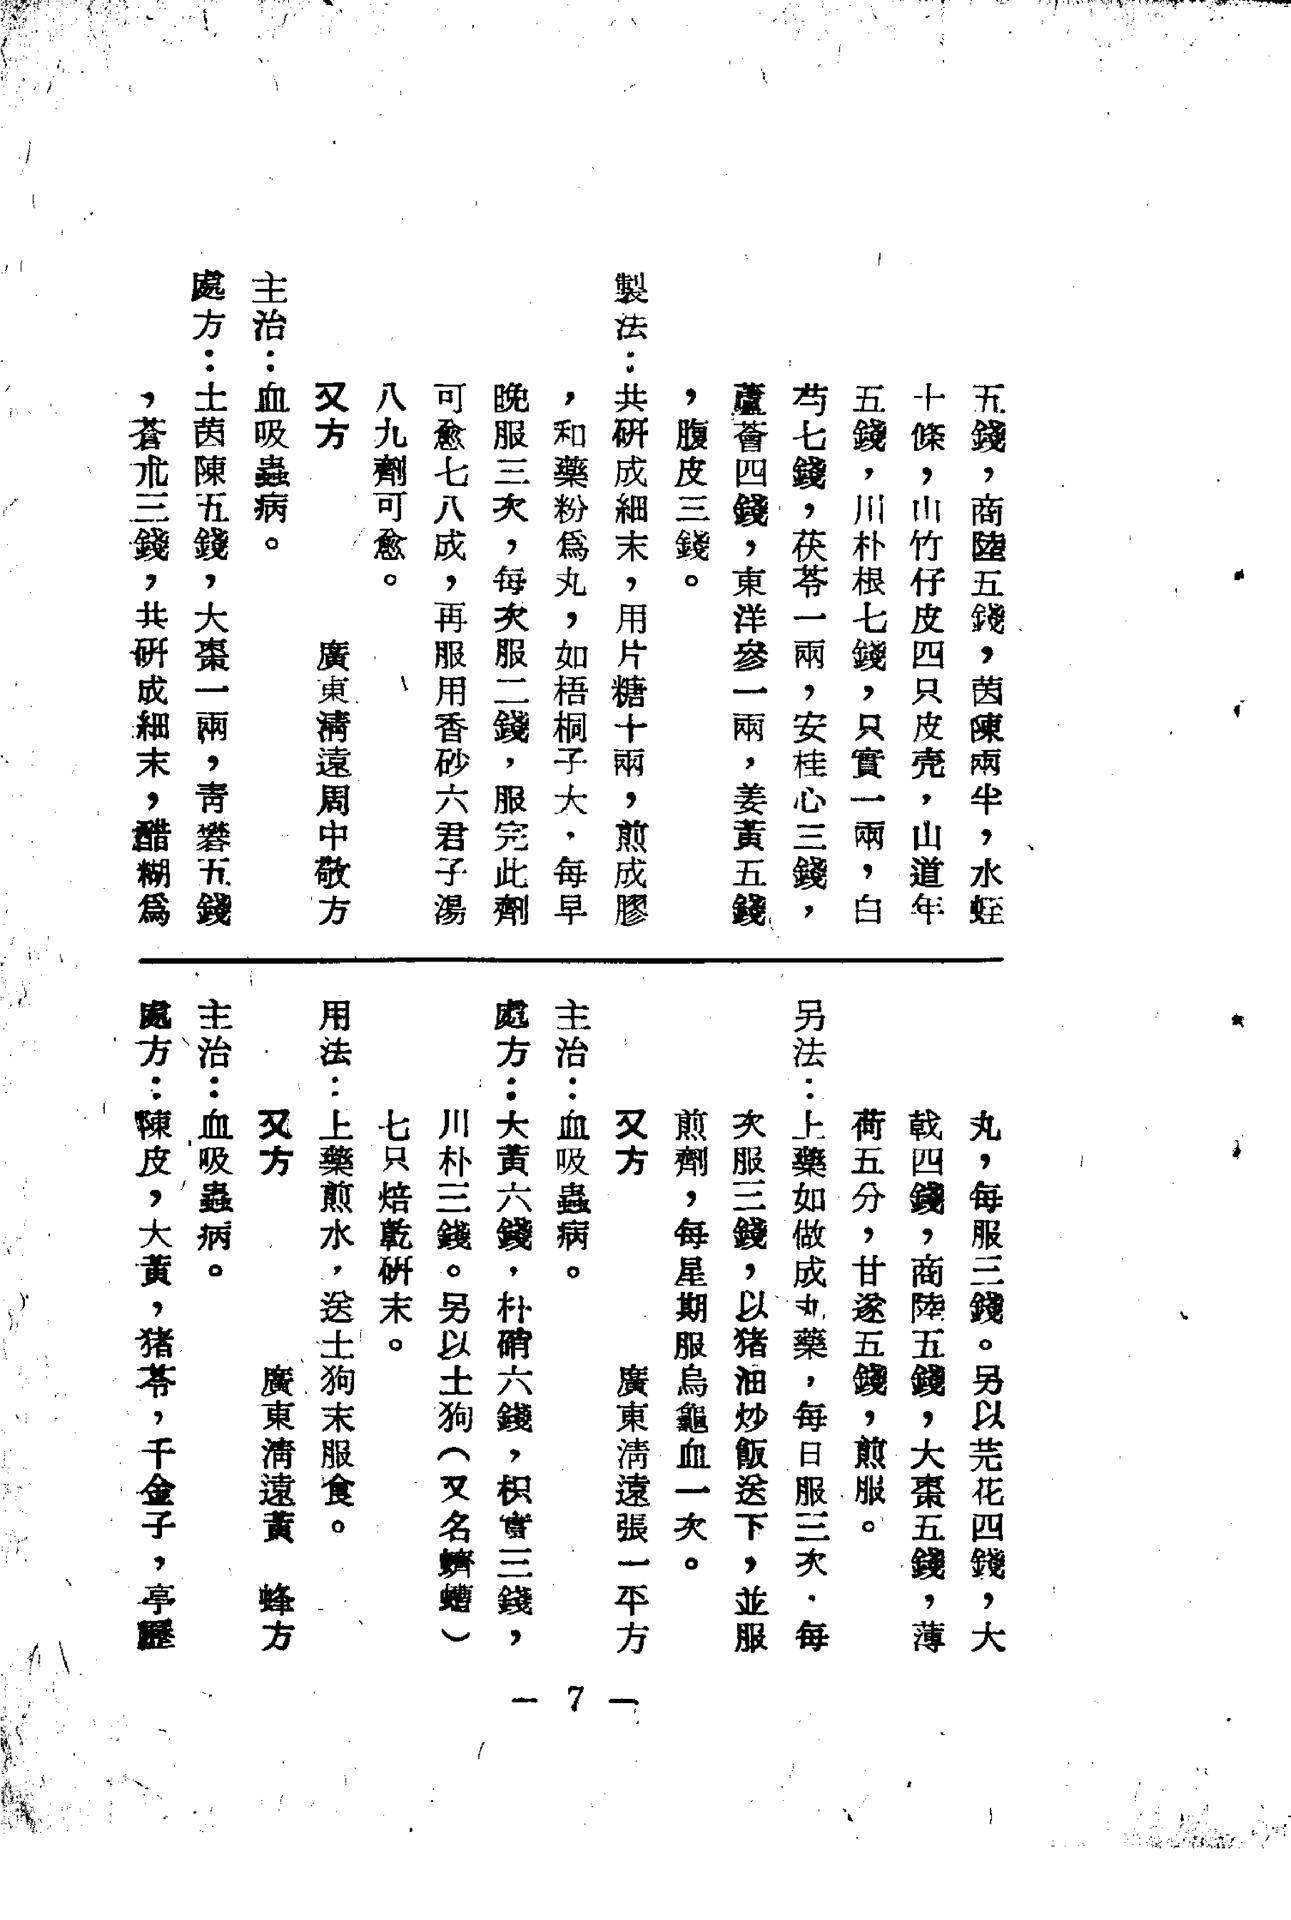 五錢，商陸五錢，茵陳兩半，水蛭
十條，山竹仔皮四只皮壳，山道年
五錢，川朴根七錢，只實一兩，白
芍七錢，茯苓一兩，安桂心三錢，
蘆薈四錢，東洋參一兩，姜黃五錢
，腹皮三錢。
製法：共研成細末，用片糖十兩，煎成膠
，和藥粉爲丸，如梧桐子大．每早
晚服三次，每次服二錢，服完此劑
可愈七八成，再服用香砂六君子湯
八九劑可愈。
又方 廣東清遠周中敬方
主治：血吸蟲病。
處方：土茵陳五錢，大棗一兩，青礬五錢
，蒼朮三錢，共研成細末，醋糊爲
丸，每服三錢。另以芫花四錢，大
戟四錢，商陸五錢，大棗五錢，薄
荷五分，甘遂五錢，煎服。
另法：上藥如做成丸藥，每日服三次．每
次服三錢，以猪油炒飯送下，並服
煎劑，每星期服烏龜血一次。
又方 廣東清遠張一平方
主治：血吸蟲病。
處方：大黃六錢，朴硝六錢，枳實三錢，
川朴三錢。另以土狗（又名蠐螬）
七只焙乾研末。
用法：上藥煎水，送土狗末服食。
又方 廣東清遠黃 蜂方
主治：血吸蟲病。
處方：陳皮，大黃，猪苓，千金子，亭歷
— 7 —